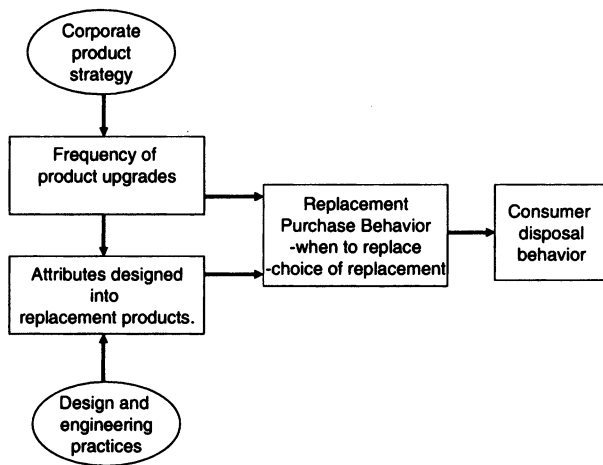 Corporate
product
strategy
Frequency of
product upgrades
Attributes designed
into
replacement products.
Design and
engineering
practices
Replacement
Purchase Behavior
-when to replace
-choice of replacement
Consumer
disposal
behavior